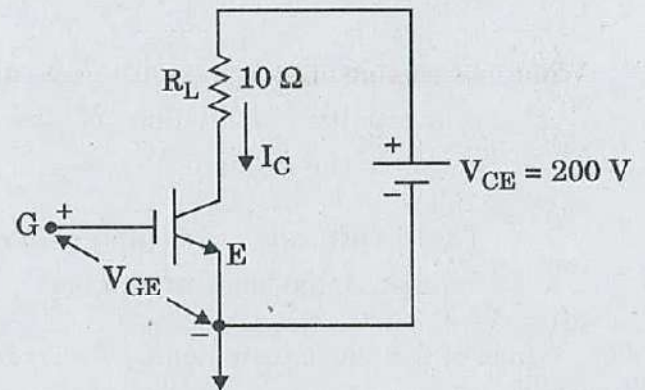 R_L 10 Ω
I_C
+
V_CE = 200 V
−
G +
E
V_GE
−